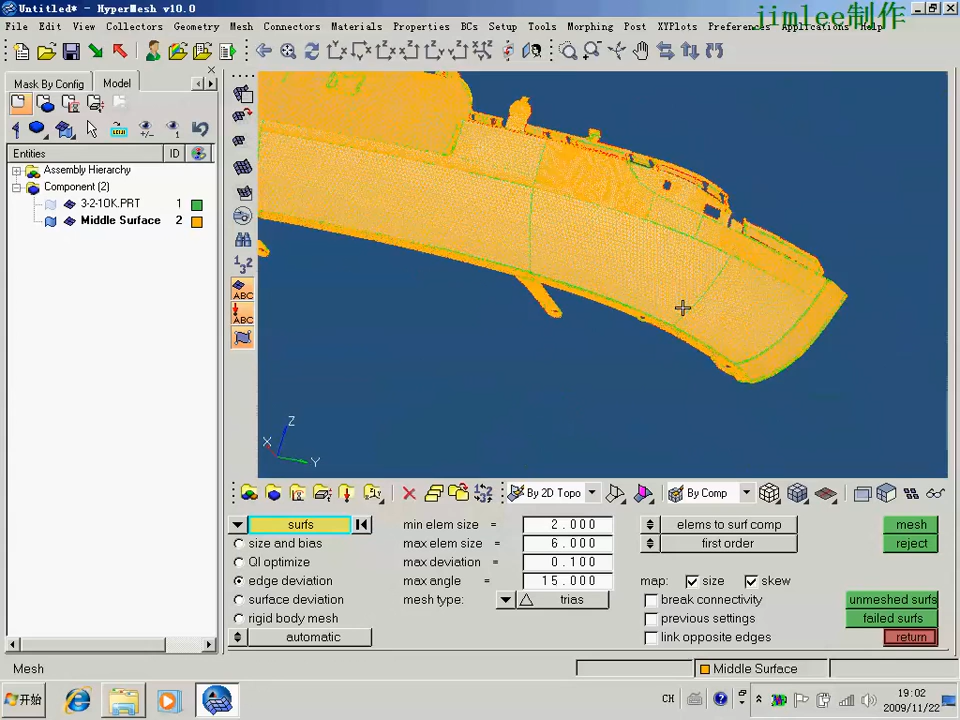 Untitled* - HyperMesh v10.0
jimlee制作
File Edit View Collectors Geometry Mesh Connectors Materials Properties BCs Setup Tools Morphing Post XYPlots Preferences Applications Help
Mask By Config Model
Entities ID
Assembly Hierarchy
Component (2)
3-2-1OK.PRT 1
Middle Surface 2
1 2 3
ABC
ABC
Z
X
Y
By 2D Topo By Comp
surfs min elem size = 2.000 elems to surf comp mesh
size and bias max elem size = 6.000 first order reject
QI optimize max deviation = 0.100
edge deviation max angle = 15.000 map: size skew
surface deviation mesh type: trias break connectivity unmeshed surfs
rigid body mesh previous settings failed surfs
automatic link opposite edges return
Mesh Middle Surface
开始 CH 19:02
2009/11/22